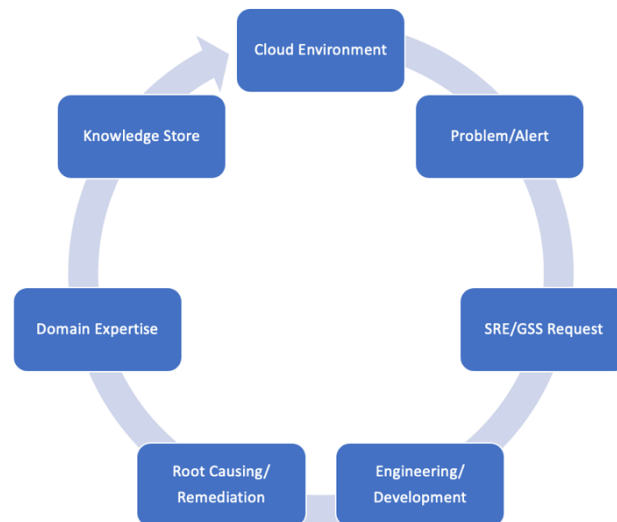 Cloud Environment
Problem/Alert
SRE/GSS Request
Engineering/
Development
Root Causing/
Remediation
Domain Expertise
Knowledge Store